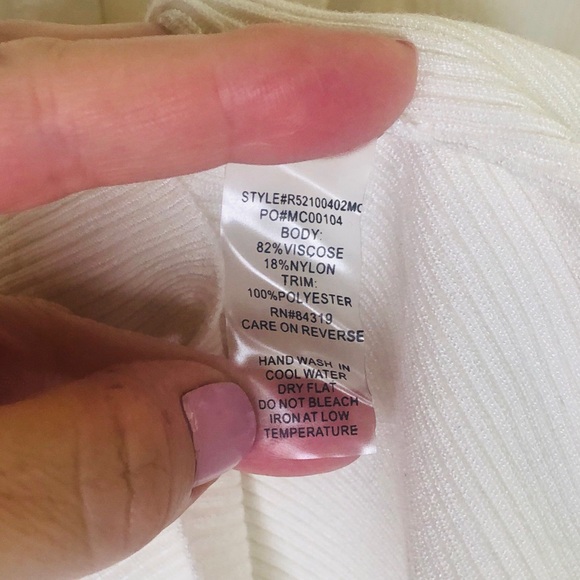 STYLE#R52100402MC
PO#MC00104
BODY:
82%VISCOSE
18%NYLON
TRIM:
100%POLYESTER
RN#84319
CARE ON REVERSE
HAND WASH IN
COOL WATER
DRY FLAT
DO NOT BLEACH
IRON AT LOW
TEMPERATURE